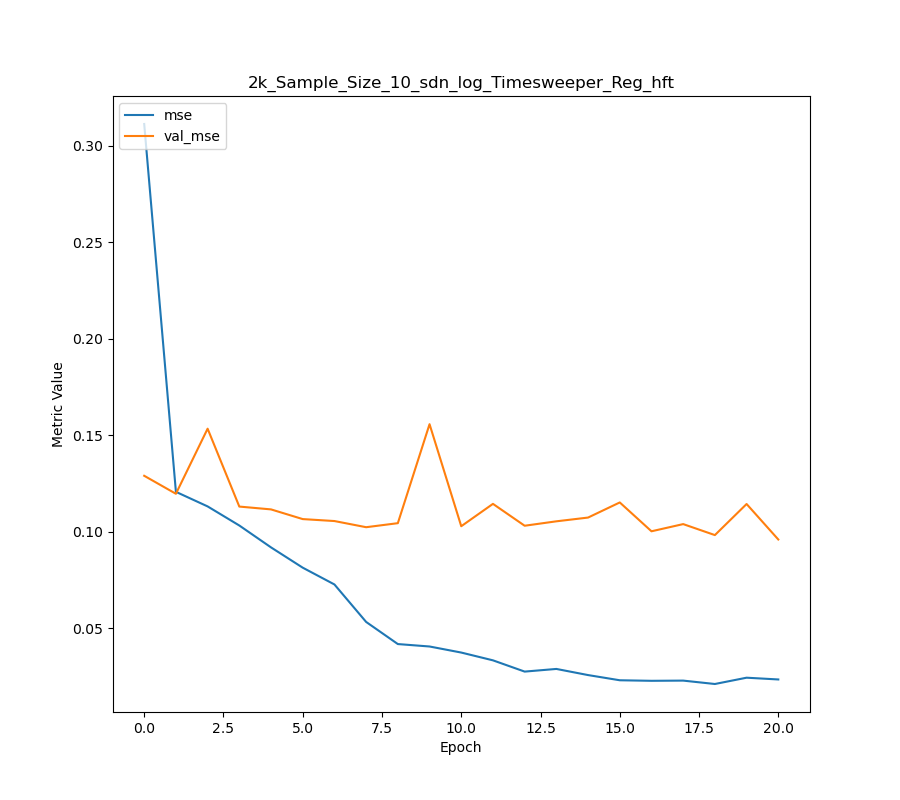 2k_Sample_Size_10_sdn_log_Timesweeper_Reg_hft
mse
val_mse
0.30
0.25
0.20
0.15
0.10
0.05
Metric Value
0.0 2.5 5.0 7.5 10.0 12.5 15.0 17.5 20.0
Epoch